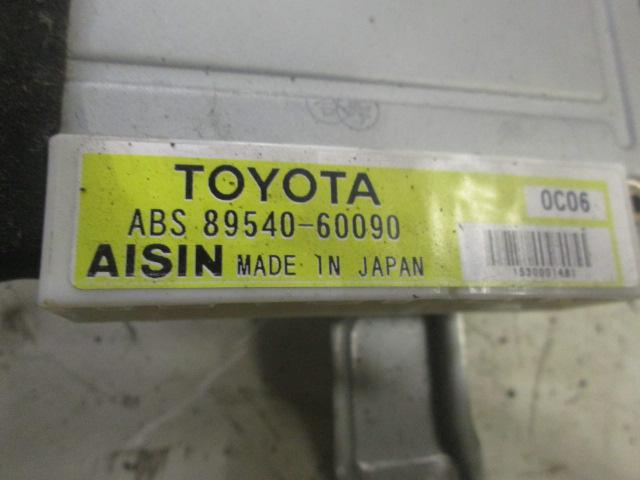 TOYOTA
ABS 89540-60090
AISIN MADE IN JAPAN
0C06